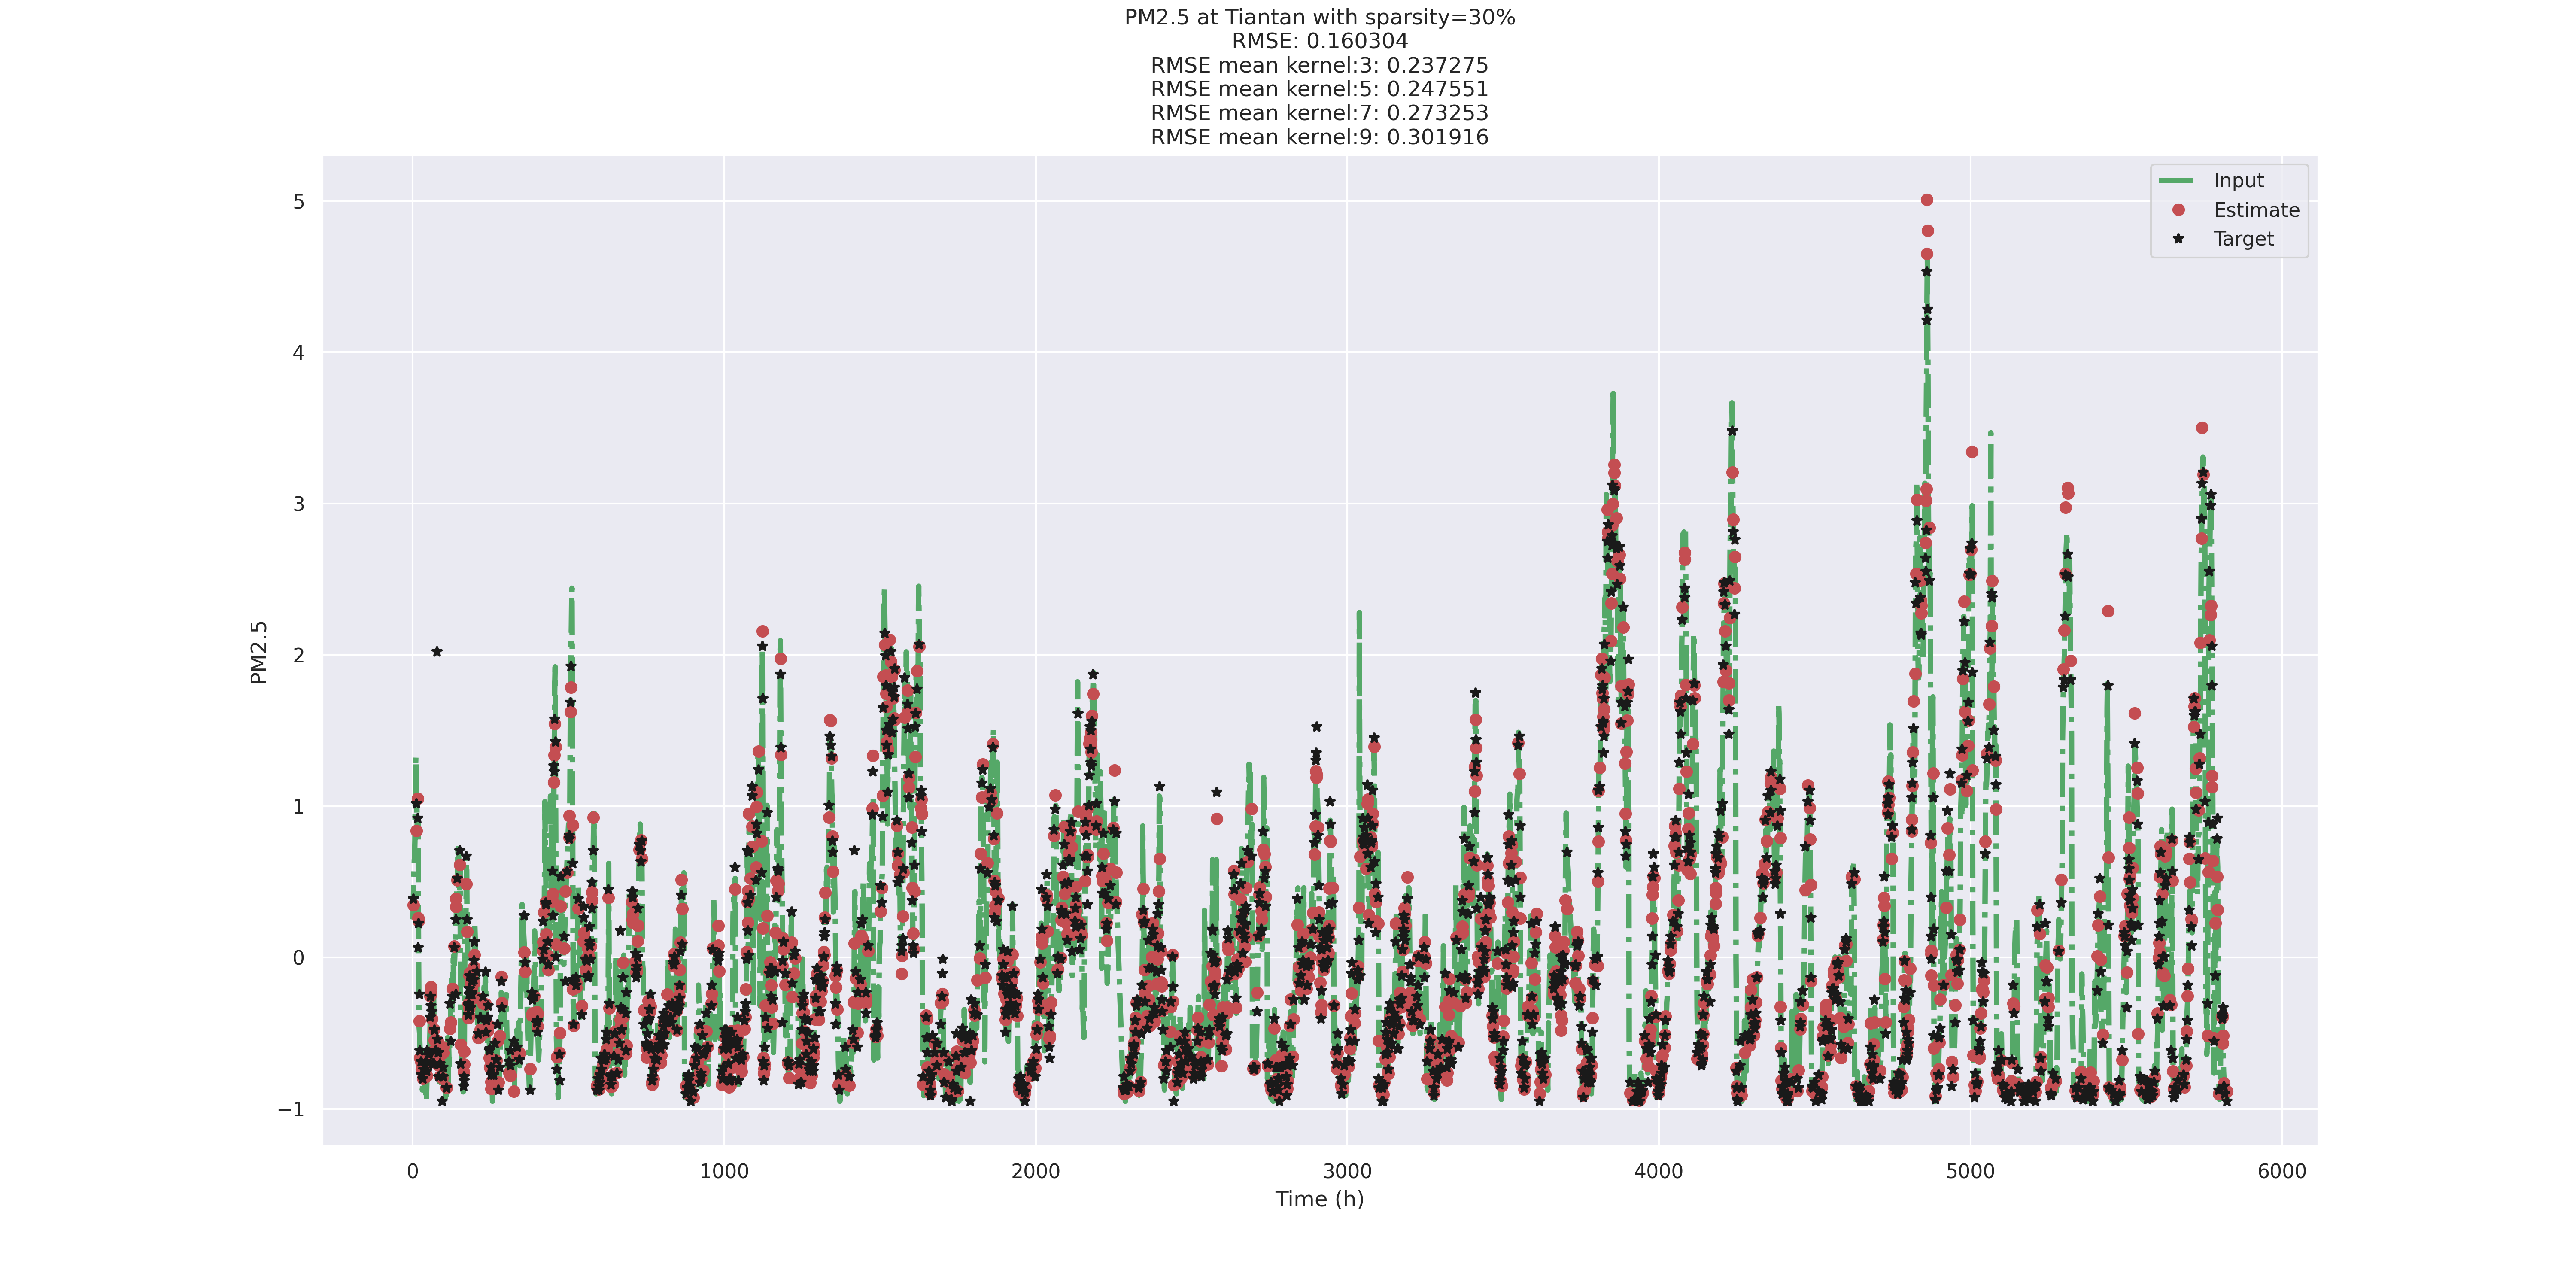 PM2.5 at Tiantan with sparsity=30%
RMSE: 0.160304
RMSE mean kernel:3: 0.237275
RMSE mean kernel:5: 0.247551
RMSE mean kernel:7: 0.273253
RMSE mean kernel:9: 0.301916
Input
Estimate
Target
PM2.5
5
4
3
2
1
0
−1
0 1000 2000 3000 4000 5000 6000
Time (h)